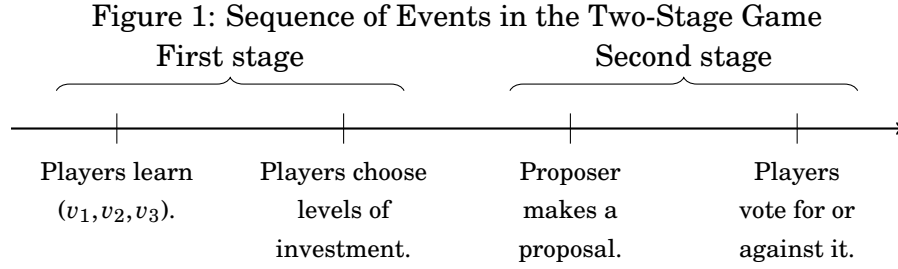 Figure 1: Sequence of Events in the Two-Stage Game
First stage
Second stage
Players learn
(v₁,v₂,v₃).
Players choose
levels of
investment.
Proposer
makes a
proposal.
Players
vote for or
against it.